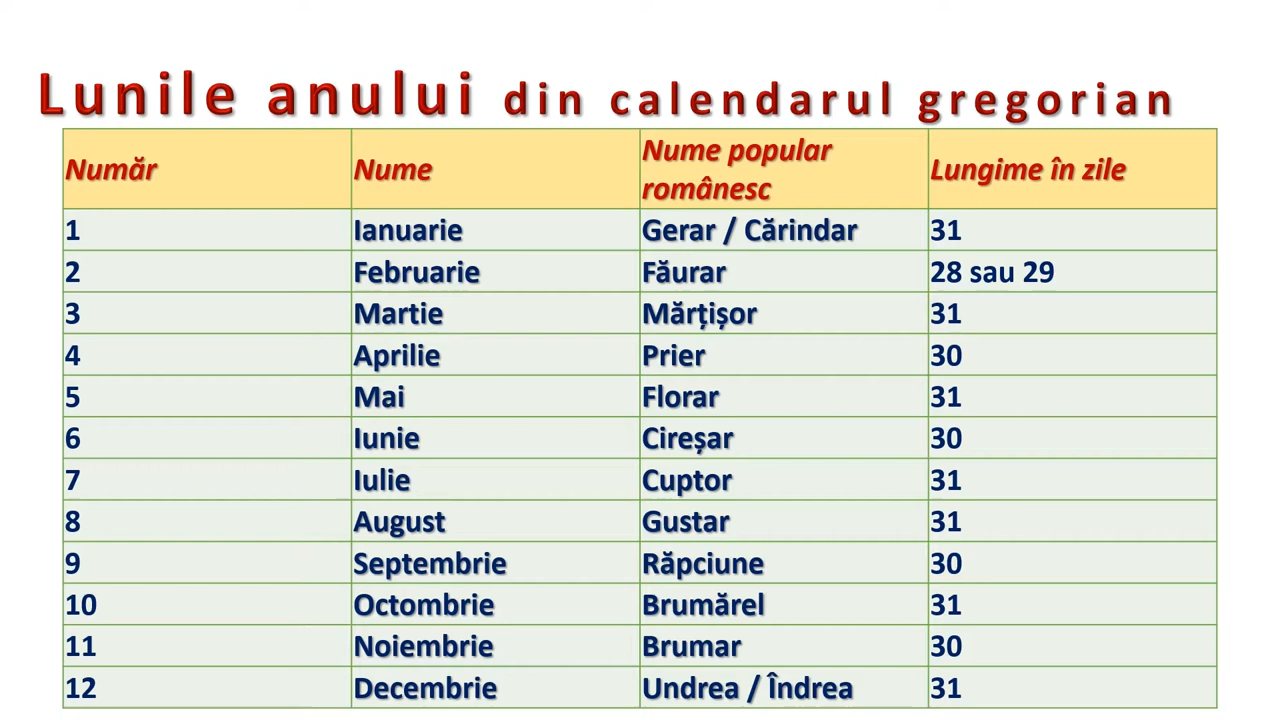 Lunile anului din calendarul gregorian
Număr Nume Nume popular românesc Lungime în zile
1 Ianuarie Gerar / Cărindar 31
2 Februarie Făurar 28 sau 29
3 Martie Mărțișor 31
4 Aprilie Prier 30
5 Mai Florar 31
6 Iunie Cireșar 30
7 Iulie Cuptor 31
8 August Gustar 31
9 Septembrie Răpciune 30
10 Octombrie Brumărel 31
11 Noiembrie Brumar 30
12 Decembrie Undrea / Îndrea 31